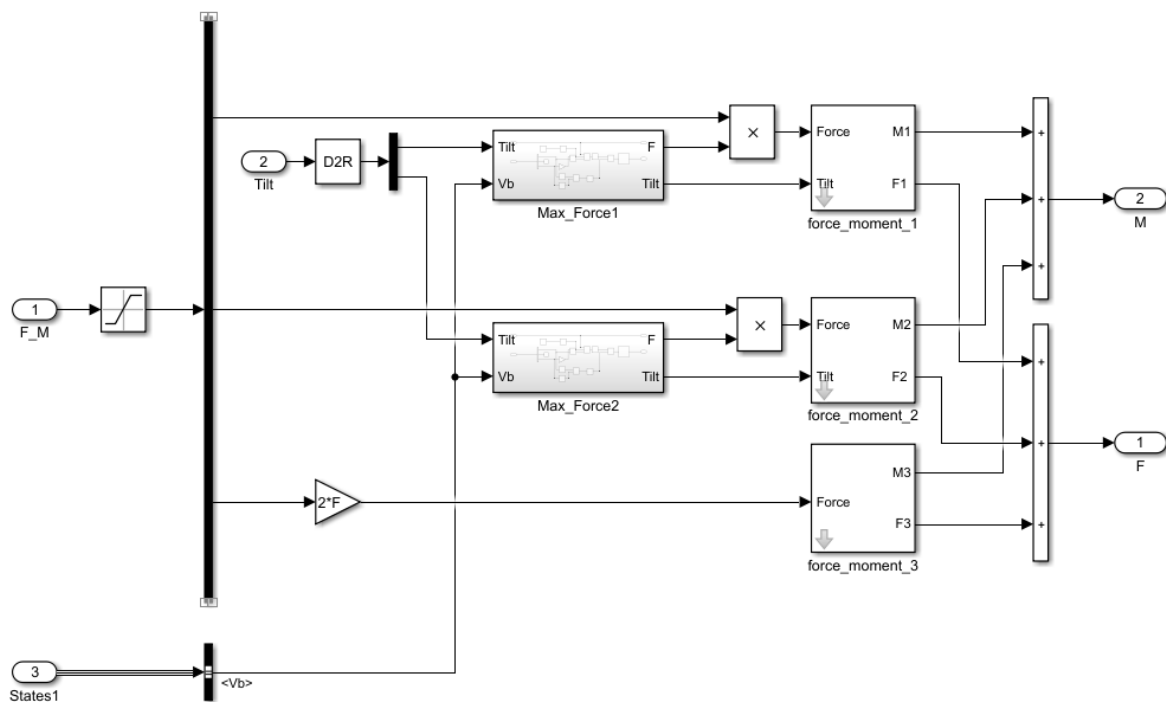 Force M1
×
2 D2R Tilt F
Tilt
Vb Tilt Tilt F1
Max_Force1
force_moment_1
+
+
+
2
M
1
F_M
Force M2
×
Tilt F
Vb Tilt Tilt F2
Max_Force2
force_moment_2
+
+
+
1
F
2*F
M3
Force
F3
force_moment_3
3
States1
<Vb>